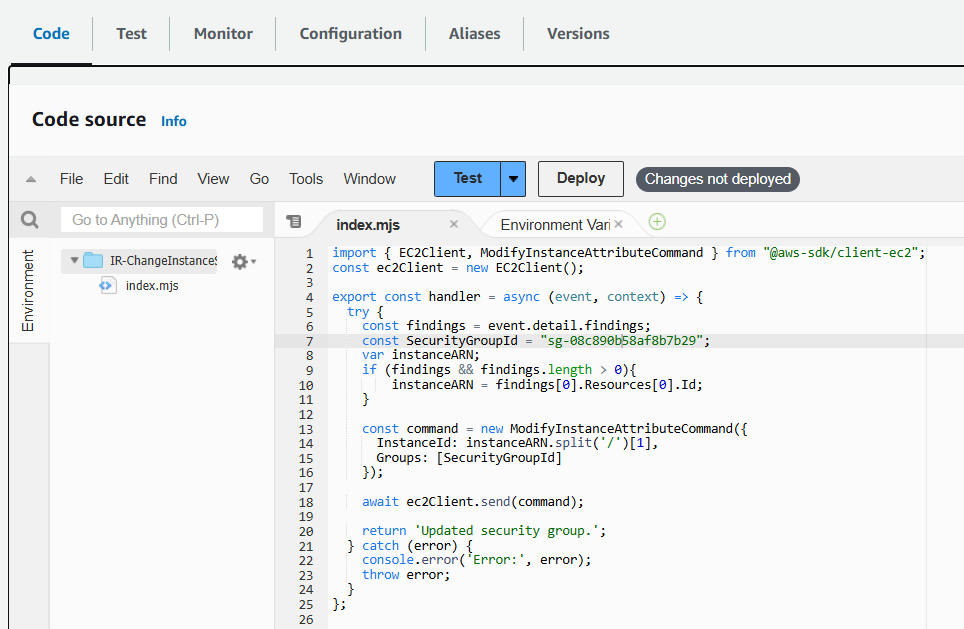 Code Test Monitor Configuration Aliases Versions
Code source Info
File Edit Find View Go Tools Window Test Deploy Changes not deployed
Go to Anything (Ctrl-P) index.mjs Environment Vari
Environment
IR-ChangeInstanceS
index.mjs
1 import { EC2Client, ModifyInstanceAttributeCommand } from "@aws-sdk/client-ec2";
2 const ec2Client = new EC2Client();
3
4 export const handler = async (event, context) => {
5 try {
6 const findings = event.detail.findings;
7 const SecurityGroupId = "sg-08c890b58af8b7b29";
8 var instanceARN;
9 if (findings && findings.length > 0){
10 instanceARN = findings[0].Resources[0].Id;
11 }
12
13 const command = new ModifyInstanceAttributeCommand({
14 InstanceId: instanceARN.split('/')[1],
15 Groups: [SecurityGroupId]
16 });
17
18 await ec2Client.send(command);
19
20 return 'Updated security group.';
21 } catch (error) {
22 console.error('Error:', error);
23 throw error;
24 }
25 };
26